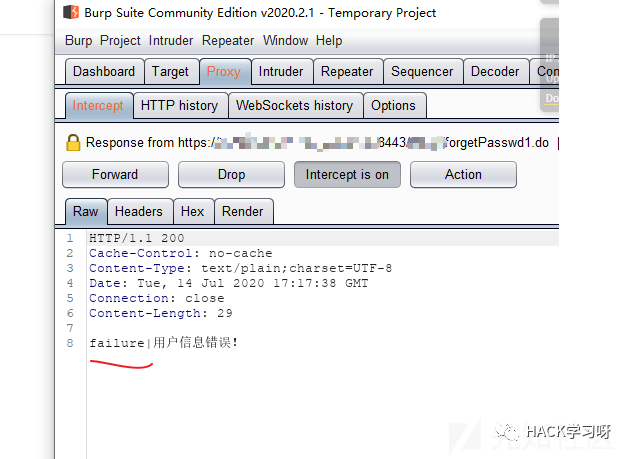 Burp Suite Community Edition v2020.2.1 - Temporary Project
Burp Project Intruder Repeater Window Help
Dashboard Target Proxy Intruder Repeater Sequencer Decoder
Intercept HTTP history WebSockets history Options
Response from https:/ 3443/ forgetPasswd1.do
Forward Drop Intercept is on Action
Raw Headers Hex Render
1 HTTP/1.1 200
2 Cache-Control: no-cache
3 Content-Type: text/plain;charset=UTF-8
4 Date: Tue, 14 Jul 2020 17:17:38 GMT
5 Connection: close
6 Content-Length: 29
7
8 failure|用户信息错误!
HACK学习呀